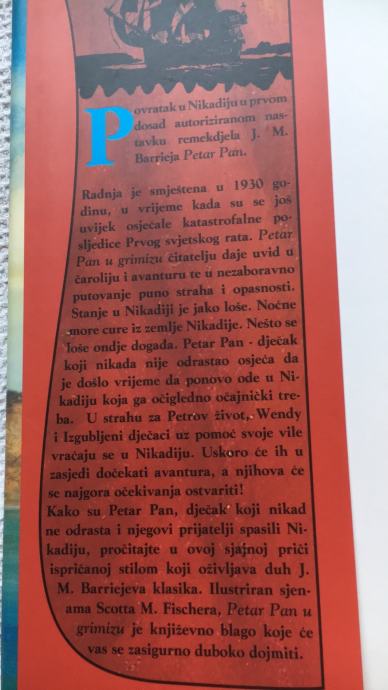 Povratak u Nikadiju u prvom
dosad autoriziranom nas-
tavku remekdjela J. M.
Barrieja Petar Pan.
Radnja je smještena u 1930 go-
dinu, u vrijeme kada su se još
uvijek osjećale katastrofalne po-
sljedice Prvog svjetskog rata. Petar
Pan u grimizu čitatelju daje uvid u
čaroliju i avanturu te u nezaboravno
putovanje puno straha i opasnosti.
Stanje u Nikadiji je jako loše. Noćne
more cure iz zemlje Nikadije. Nešto se
loše ondje događa. Petar Pan - dječak
koji nikada nije odrastao osjeća da
je došlo vrijeme da ponovo ode u Ni-
kadiju koja ga očigledno očajnički tre-
ba. U strahu za Petrov život, Wendy
i Izgubljeni dječaci uz pomoć svoje vile
vraćaju se u Nikadiju. Uskoro će ih u
zasjedi dočekati avantura, a njihova će
se najgora očekivanja ostvariti!
Kako su Petar Pan, dječak koji nikad
ne odrasta i njegovi prijatelji spasili Ni-
kadiju, pročitajte u ovoj sjajnoj priči
ispričanoj stilom koji oživljava duh J.
M. Barriejeva klasika. Ilustriran sjen-
ama Scotta M. Fischera, Petar Pan u
grimizu je književno blago koje će
vas se zasigurno duboko dojmiti.